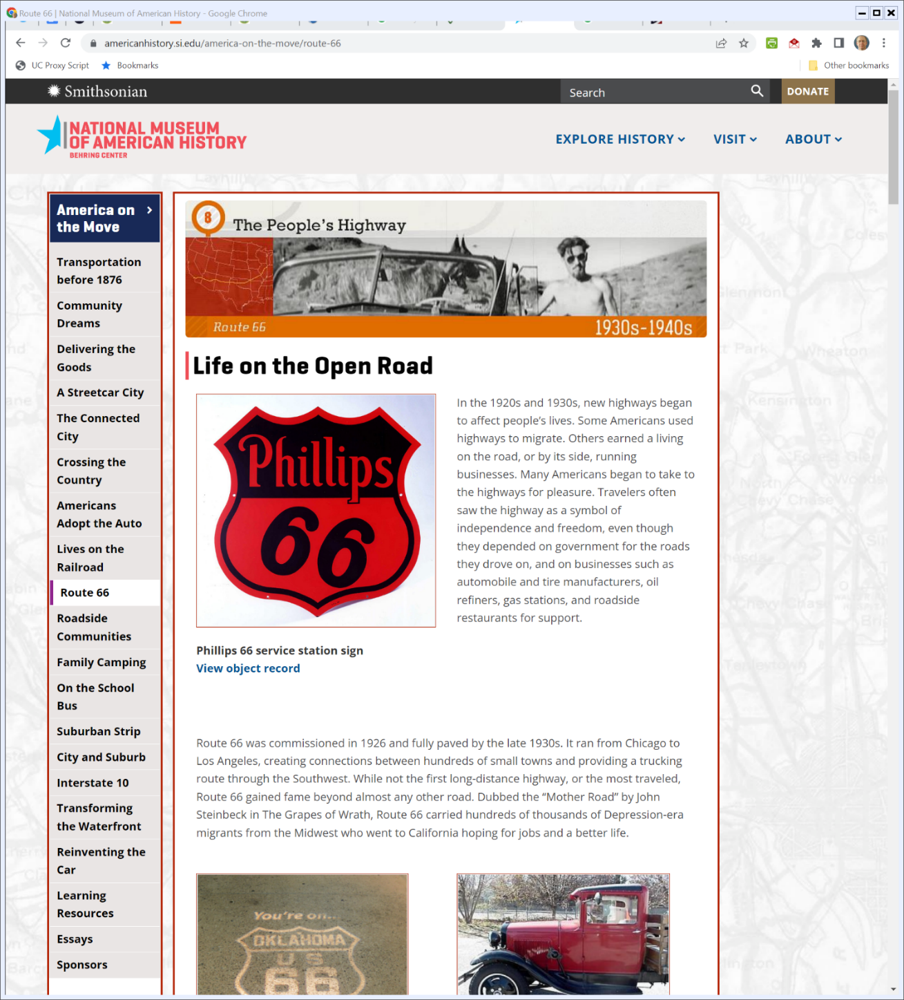 Route 66 | National Museum of American History - Google Chrome
americanhistory.si.edu/america-on-the-move/route-66
UC Proxy Script
Bookmarks
Other bookmarks
Smithsonian
Search
DONATE
NATIONAL MUSEUM
OF AMERICAN HISTORY
BEHRING CENTER
EXPLORE HISTORY
VISIT
ABOUT
America on
the Move
Transportation
before 1876
Community
Dreams
Delivering the
Goods
A Streetcar City
The Connected
City
Crossing the
Country
Americans
Adopt the Auto
Lives on the
Railroad
Route 66
Roadside
Communities
Family Camping
On the School
Bus
Suburban Strip
City and Suburb
Interstate 10
Transforming
the Waterfront
Reinventing the
Car
Learning
Resources
Essays
Sponsors
8
The People's Highway
Route 66
1930s-1940s
Life on the Open Road
Phillips
66
In the 1920s and 1930s, new highways began
to affect people's lives. Some Americans used
highways to migrate. Others earned a living
on the road, or by its side, running
businesses. Many Americans began to take to
the highways for pleasure. Travelers often
saw the highway as a symbol of
independence and freedom, even though
they depended on government for the roads
they drove on, and on businesses such as
automobile and tire manufacturers, oil
refiners, gas stations, and roadside
restaurants for support.
Phillips 66 service station sign
View object record
Route 66 was commissioned in 1926 and fully paved by the late 1930s. It ran from Chicago to
Los Angeles, creating connections between hundreds of small towns and providing a trucking
route through the Southwest. While not the first long-distance highway, or the most traveled,
Route 66 gained fame beyond almost any other road. Dubbed the “Mother Road” by John
Steinbeck in The Grapes of Wrath, Route 66 carried hundreds of thousands of Depression-era
migrants from the Midwest who went to California hoping for jobs and a better life.
You're on...
OKLAHOMA
U S
66